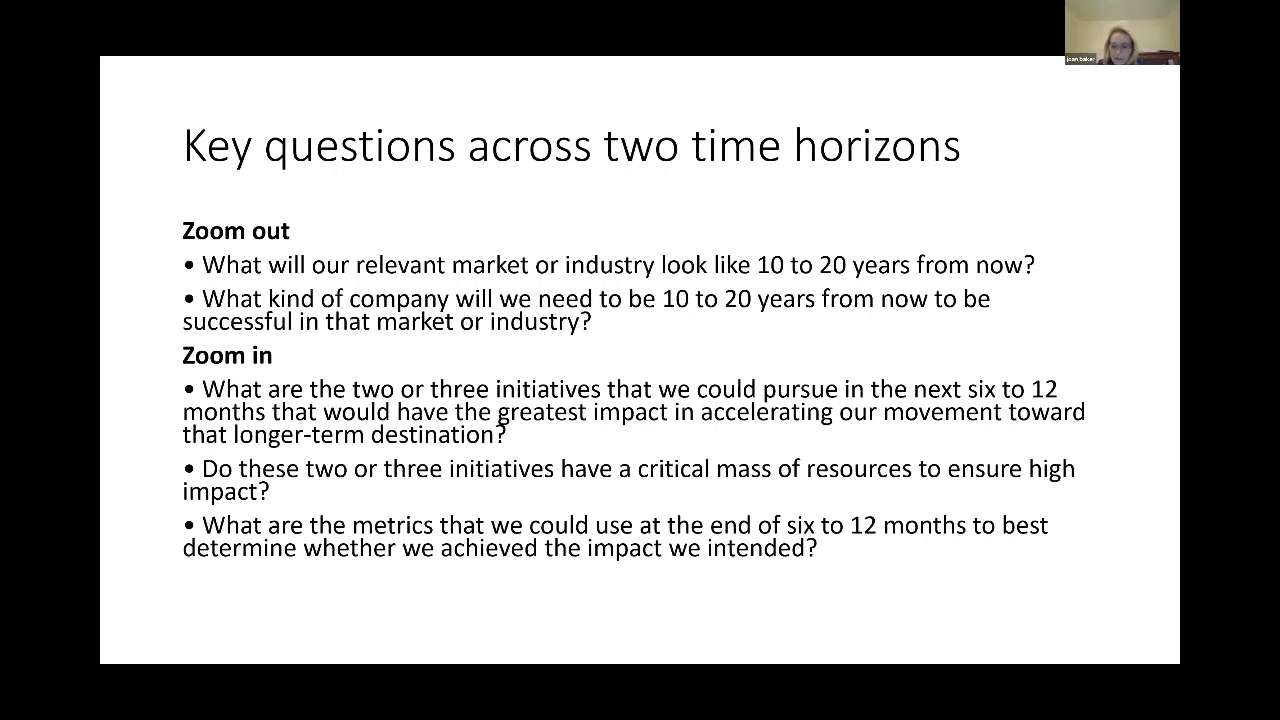 joan baker
Key questions across two time horizons
Zoom out
• What will our relevant market or industry look like 10 to 20 years from now?
• What kind of company will we need to be 10 to 20 years from now to be
successful in that market or industry?
Zoom in
• What are the two or three initiatives that we could pursue in the next six to 12
months that would have the greatest impact in accelerating our movement toward
that longer-term destination?
• Do these two or three initiatives have a critical mass of resources to ensure high
impact?
• What are the metrics that we could use at the end of six to 12 months to best
determine whether we achieved the impact we intended?